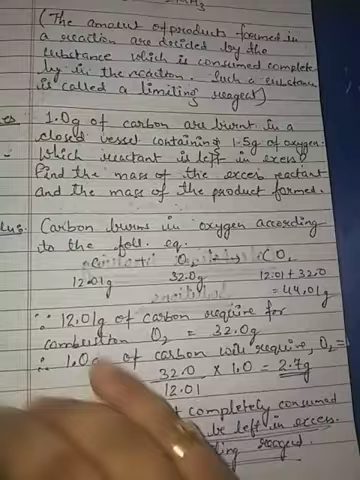 (The amount of products formed in
a reaction are decided by the
substance which is consumed complete
by in the reaction. Such a substance
is called a limiting reagent)
1.0g of carbon are burnt in a
closed vessel containing 1.5g of oxygen.
Which reactant is left in excess?
Find the mass of the excess reactant
and the mass of the product formed.
Carbon burns in oxygen according
to the foll. eq.
C + O2 → CO2
12.01g 32.0g 12.01 + 32.0
= 44.01g
∵ 12.01g of carbon require for
combustion O2 = 32.0g
∴ 1.0g of carbon will require, O2 =
32.0 × 1.0 = 2.7g
12.01
completely consumed
be left in excess.
reagent.